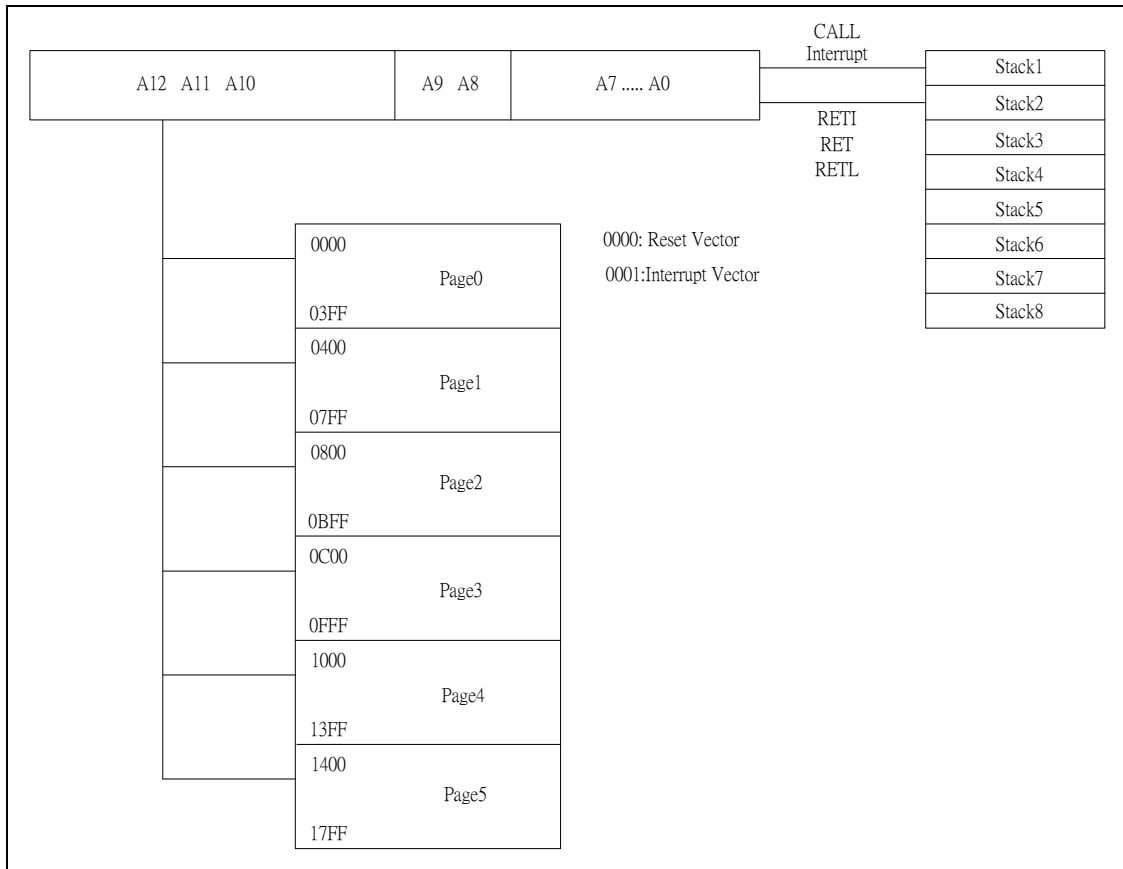 A12 A11 A10
A9 A8
A7 ..... A0
CALL
Interrupt
RETI
RET
RETL
Stack1
Stack2
Stack3
Stack4
Stack5
Stack6
Stack7
Stack8
0000
Page0
03FF
0400
Page1
07FF
0800
Page2
0BFF
0C00
Page3
0FFF
1000
Page4
13FF
1400
Page5
17FF
0000: Reset Vector
0001:Interrupt Vector